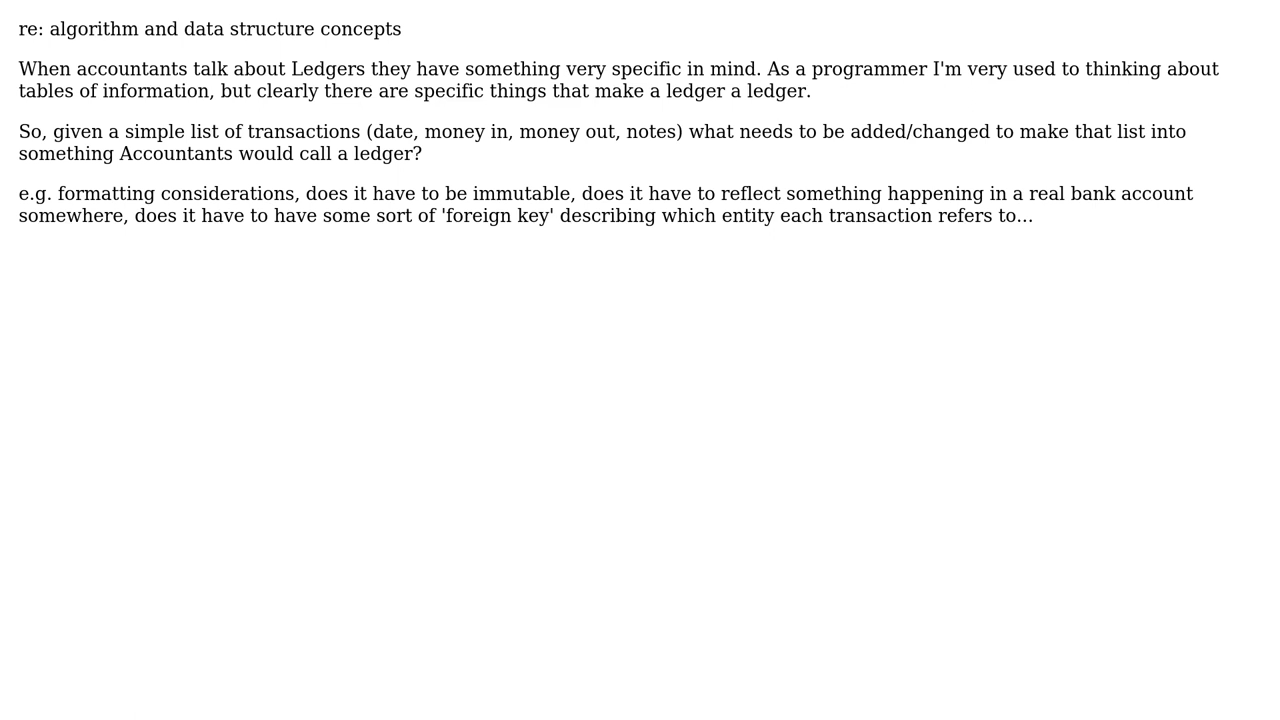 re: algorithm and data structure concepts
When accountants talk about Ledgers they have something very specific in mind. As a programmer I'm very used to thinking about
tables of information, but clearly there are specific things that make a ledger a ledger.
So, given a simple list of transactions (date, money in, money out, notes) what needs to be added/changed to make that list into
something Accountants would call a ledger?
e.g. formatting considerations, does it have to be immutable, does it have to reflect something happening in a real bank account
somewhere, does it have to have some sort of 'foreign key' describing which entity each transaction refers to...